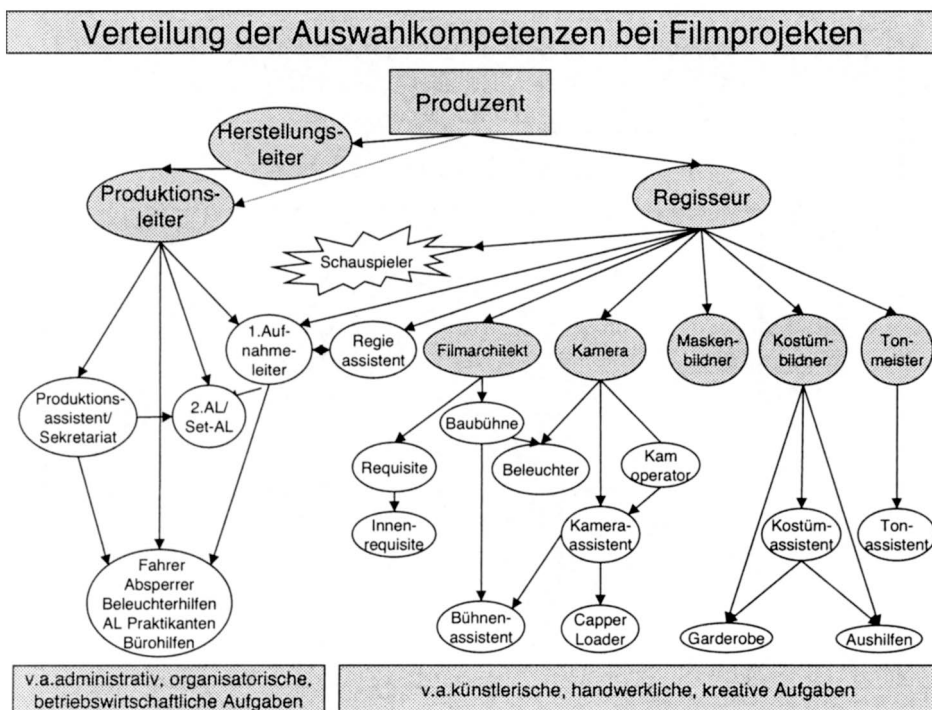 Verteilung der Auswahlkompetenzen bei Filmprojekten
Produzent
Herstellungs-
leiter
Produktions-
leiter
Regisseur
Schauspieler
1.Auf-
nahme-
leiter
Regie
assistent
Filmarchitekt
Kamera
Masken-
bildner
Kostüm-
bildner
Ton-
meister
Produktions-
assistent/
Sekretariat
2.AL/
Set-AL
Baubühne
Requisite
Beleuchter
Kam
operator
Innen-
requisite
Kamera-
assistent
Kostüm-
assistent
Ton-
assistent
Fahrer
Absperrer
Beleuchterhilfen
AL Praktikanten
Bürohilfen
Bühnen-
assistent
Capper
Loader
Garderobe
Aushilfen
v.a.administrativ, organisatorische,
betriebswirtschaftliche Aufgaben
v.a.künstlerische, handwerkliche, kreative Aufgaben